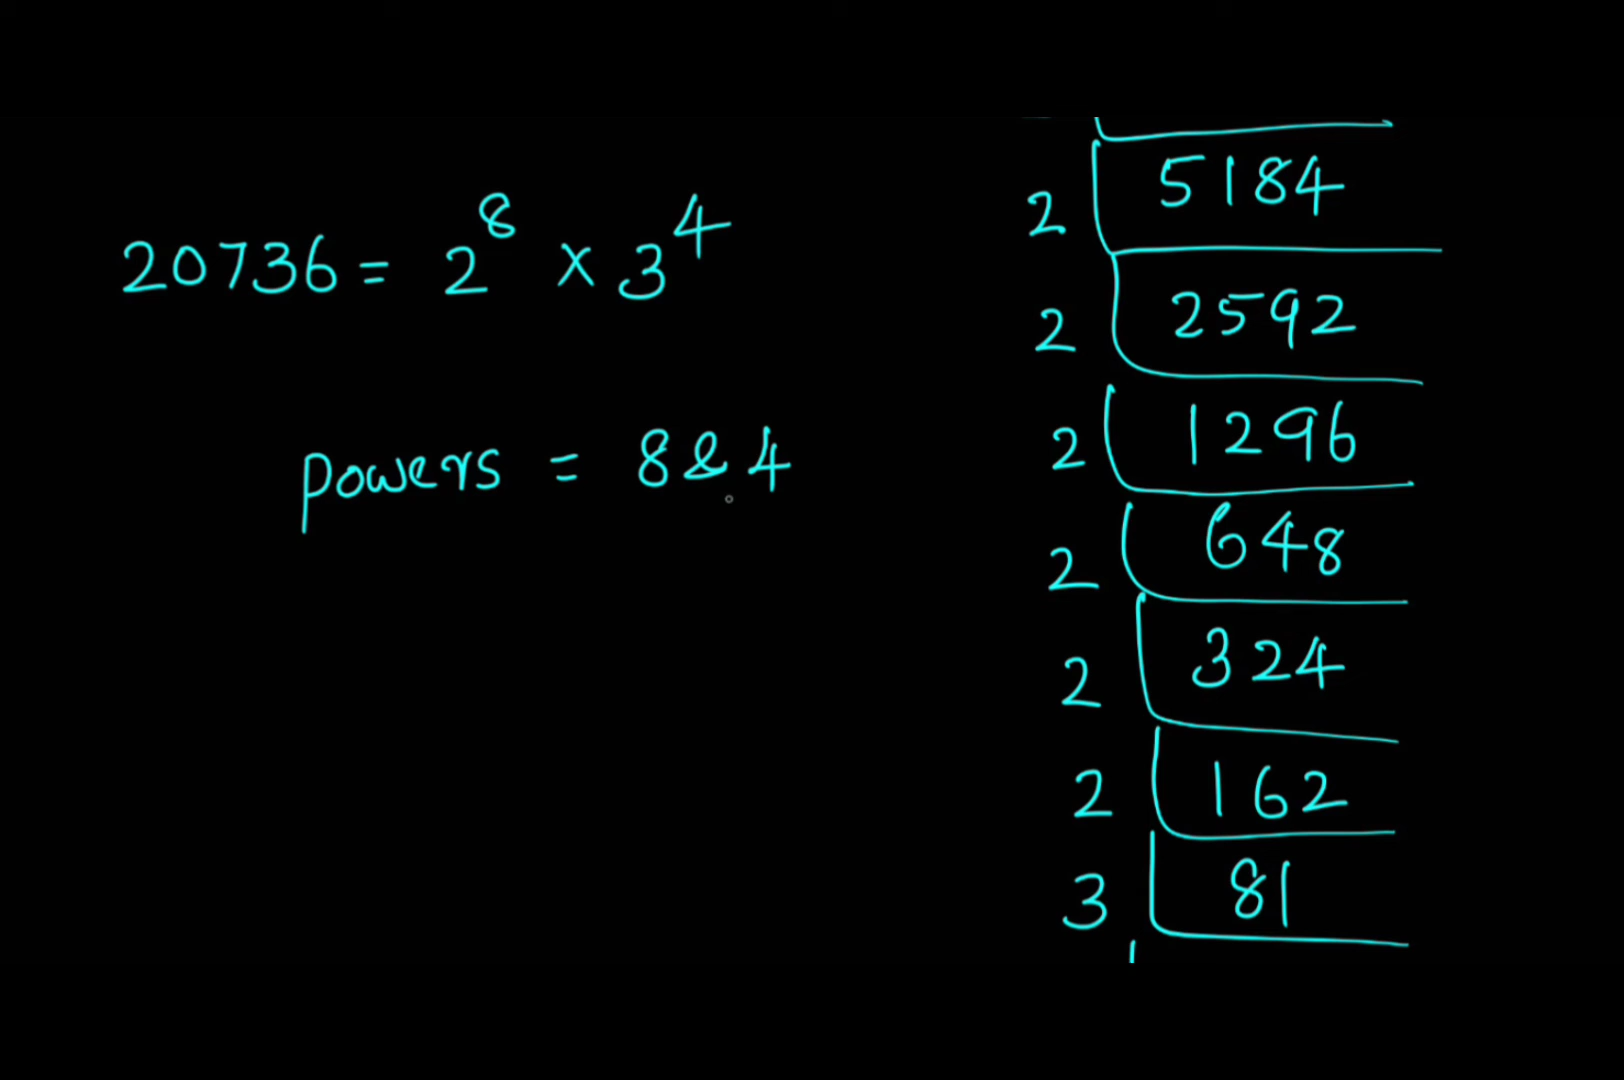 20736 = 2^8 × 3^4
powers = 8 & 4
2 | 5184
2 | 2592
2 | 1296
2 | 648
2 | 324
2 | 162
3 | 81